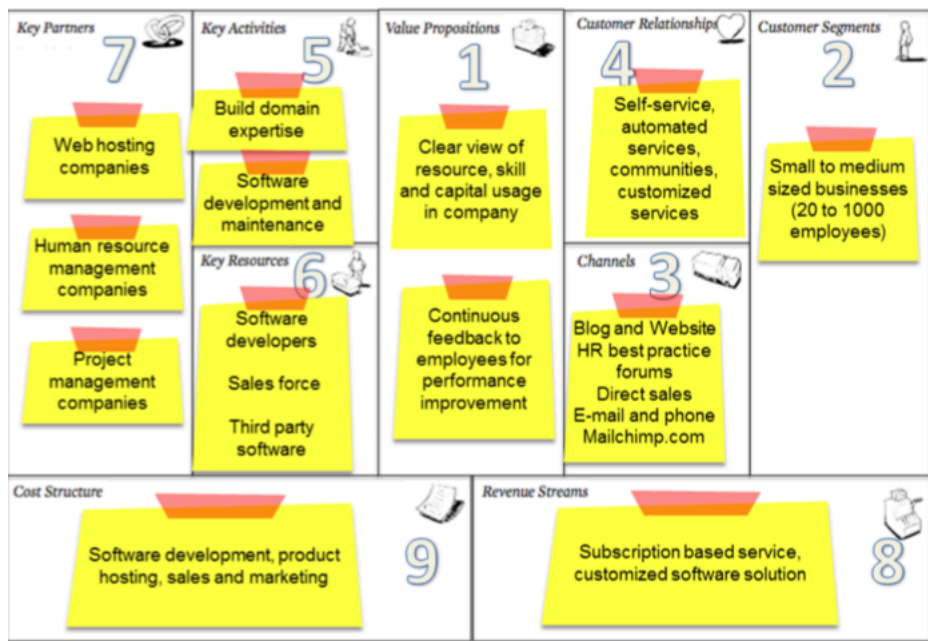 Key Partners
7
Web hosting
companies
Human resource
management
companies
Project
management
companies
Key Activities
5
Build domain
expertise
Software
development and
maintenance
Key Resources
6
Software
developers
Sales force
Third party
software
Value Propositions
1
Clear view of
resource, skill
and capital usage
in company
Continuous
feedback to
employees for
performance
improvement
Customer Relationships
4
Self-service,
automated
services,
communities,
customized
services
Channels
3
Blog and Website
HR best practice
forums
Direct sales
E-mail and phone
Mailchimp.com
Customer Segments
2
Small to medium
sized businesses
(20 to 1000
employees)
Cost Structure
9
Software development, product
hosting, sales and marketing
Revenue Streams
8
Subscription based service,
customized software solution